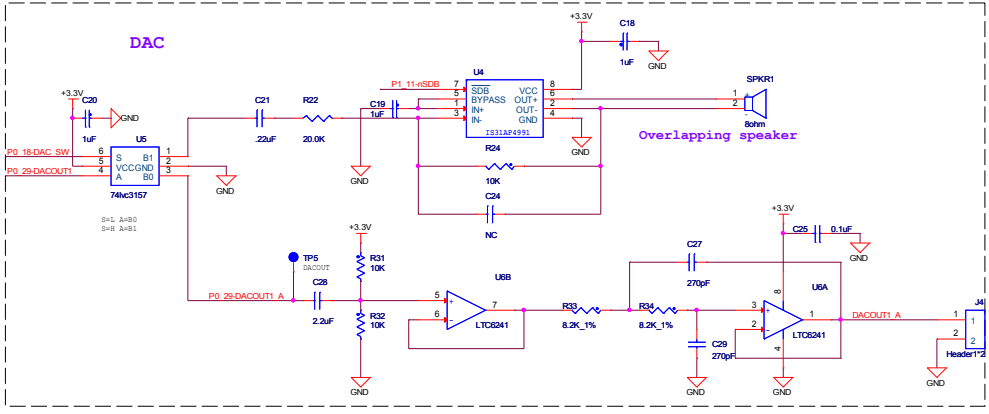 DAC
+3.3V
C18
1uF
GND
U4
P1_11-nSDB
7 SDB VCC 8
5 BYPASS OUT+ 6
1 IN+ OUT- 2
3 IN- GND 4
IS31AP4991
GND
SPKR1
1 +
2 -
8ohm
Overlapping speaker
+3.3V
C20
1uF
GND
C21
.22uF
R22
20.0K
C19
1uF
GND
R24
10K
C24
NC
U5
P0_18-DAC_SW
P0_29-DACOUT1
6 S B1 1
5 VCC GND 2
4 A B0 3
74lvc3157
GND
S=L A=B0
S=H A=B1
TP5
DACOUT
P0_29-DACOUT1_A
C28
2.2uF
+3.3V
R31
10K
R32
10K
GND
U6B
5 +
6 -
7
LTC6241
R33
8.2K_1%
R34
8.2K_1%
C27
270pF
C29
270pF
GND
+3.3V
C25
0.1uF
GND
U6A
8
3 +
2 -
1
4
LTC6241
GND
DACOUT1_A
J4
1 1
2 2
Header1*2
GND